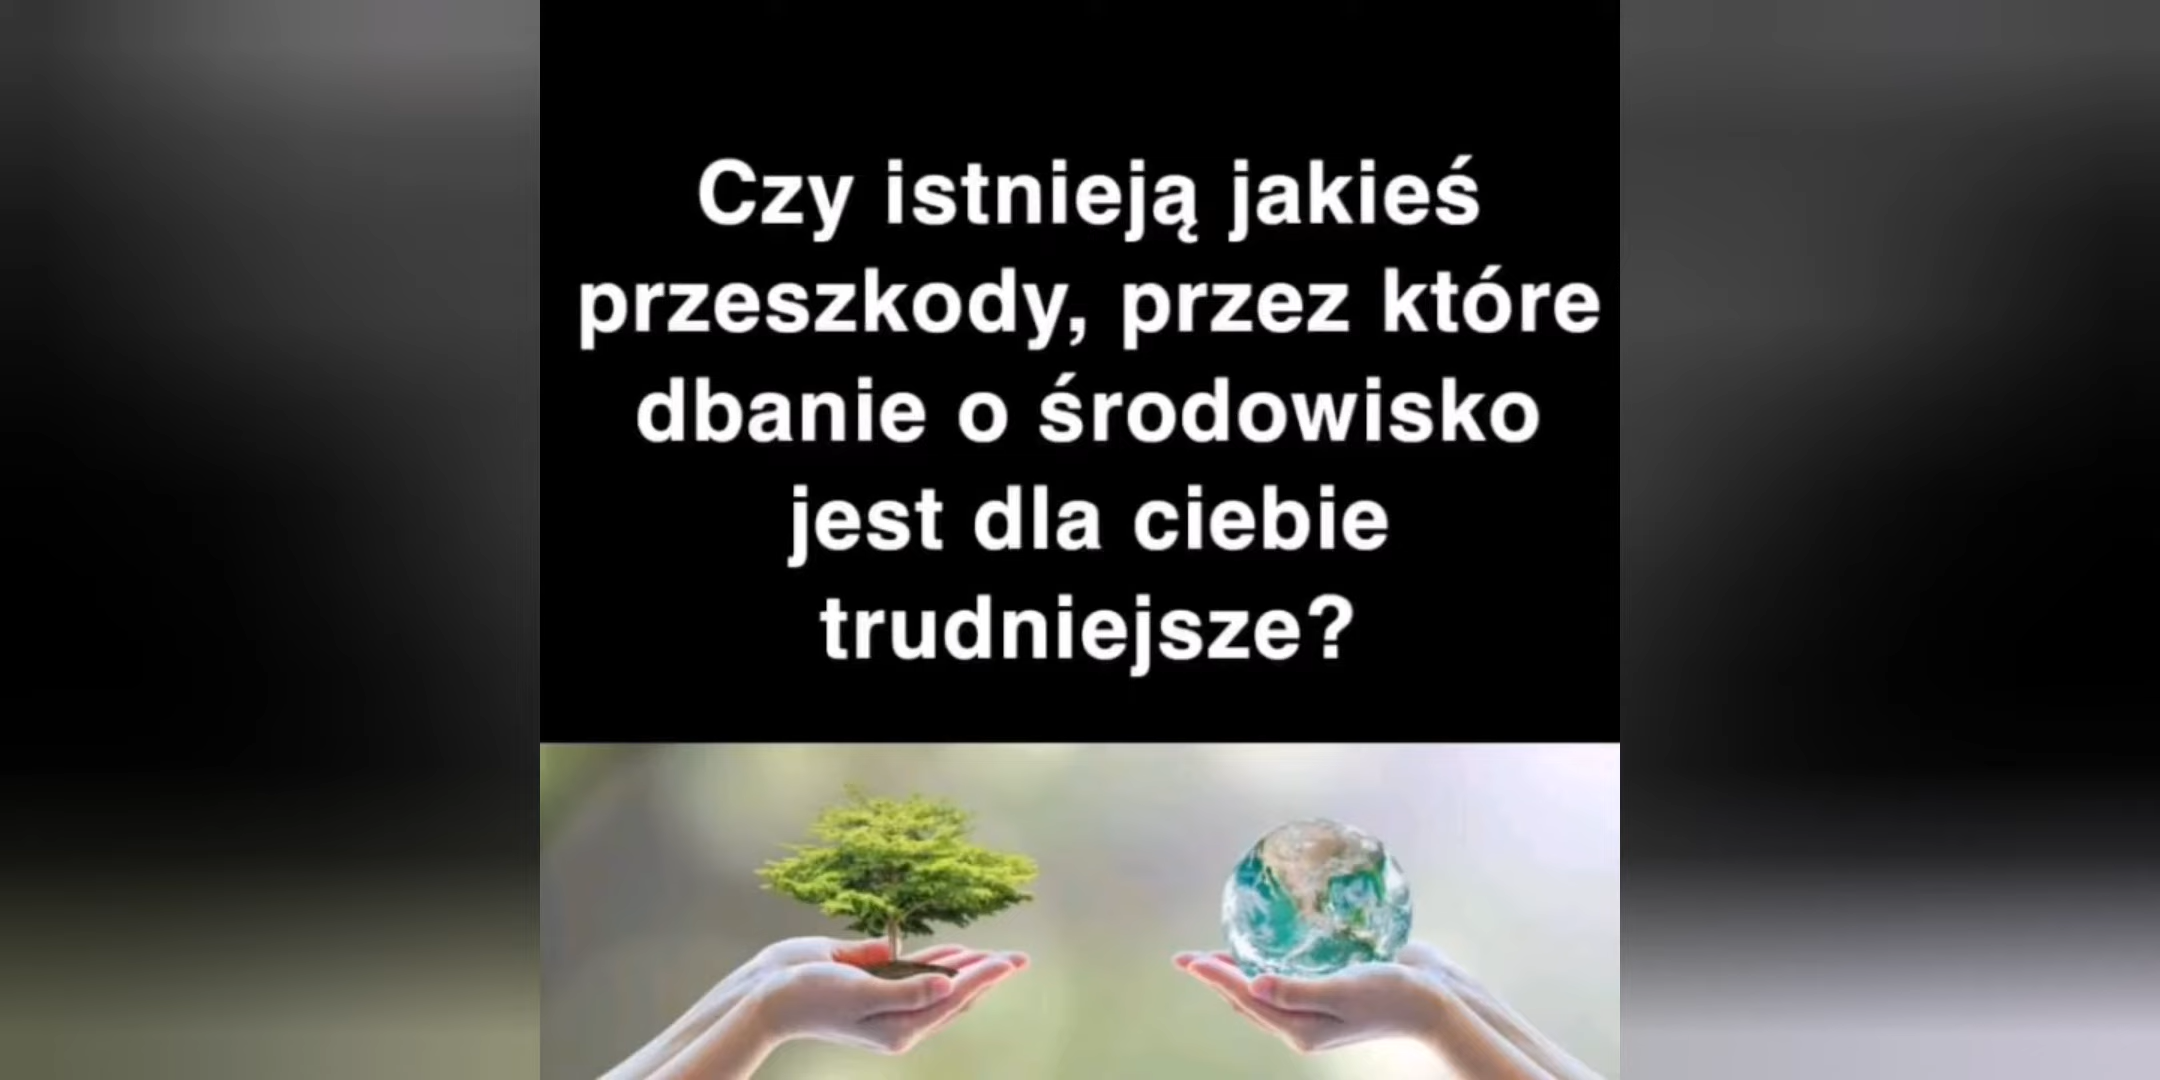 Czy istnieją jakieś
przeszkody, przez które
dbanie o środowisko
jest dla ciebie
trudniejsze?